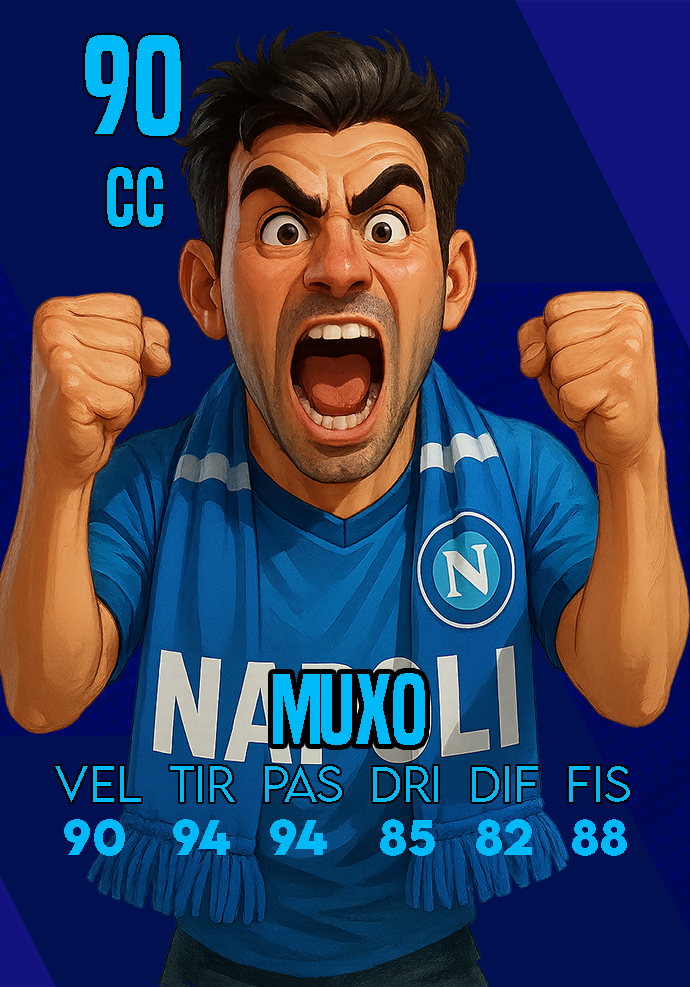 90
CC
N
NAPOLI
MUXO
VEL TIR PAS DRI DIF FIS
90 94 94 85 82 88